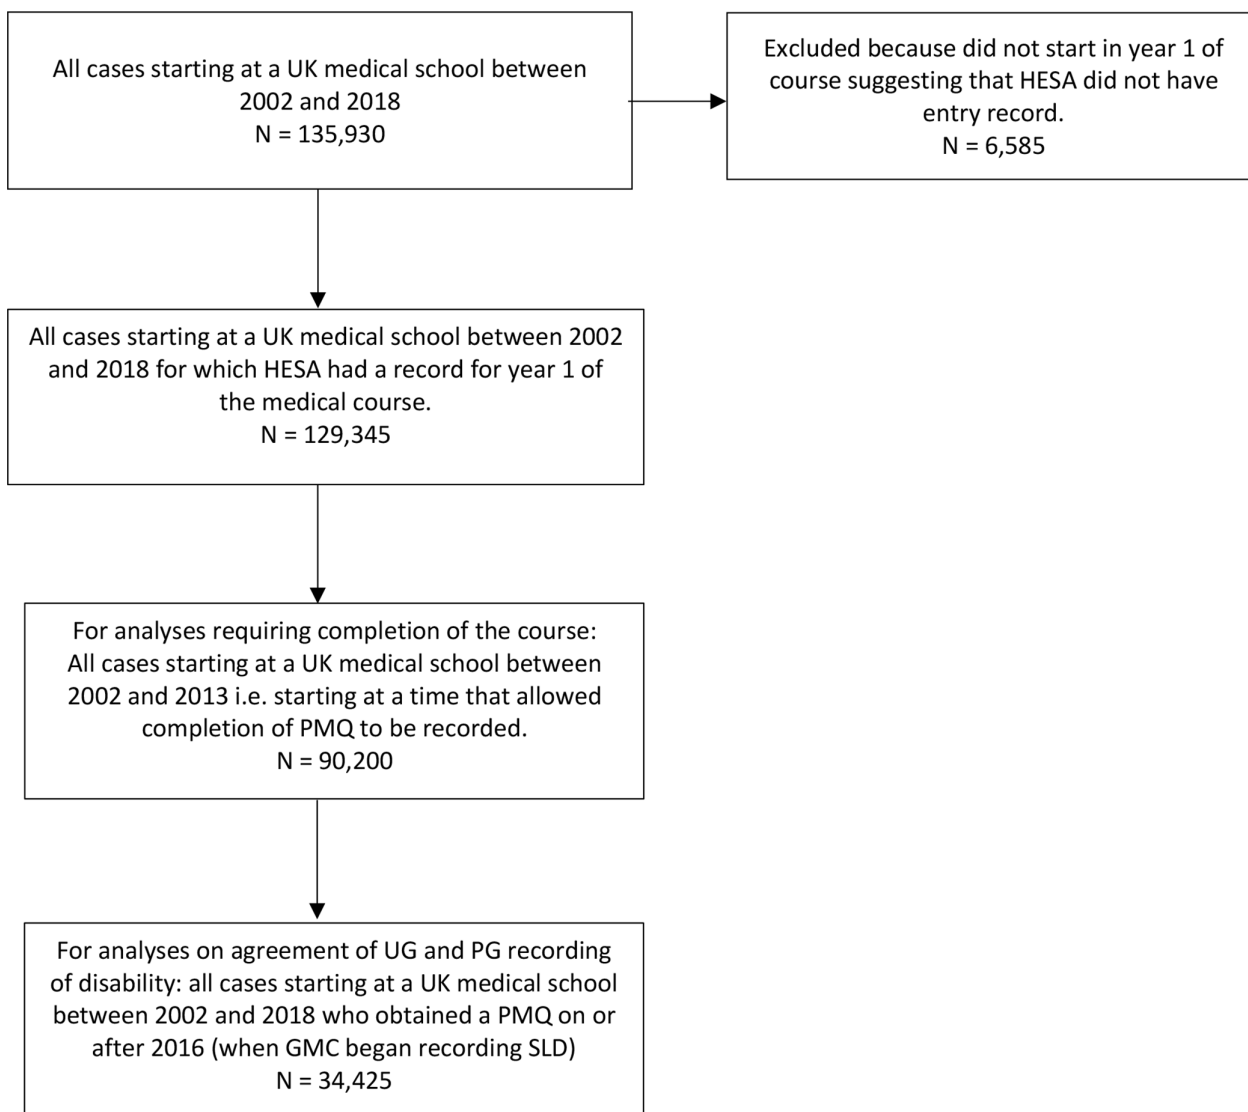 All cases starting at a UK medical school between
2002 and 2018
N = 135,930
Excluded because did not start in year 1 of
course suggesting that HESA did not have
entry record.
N = 6,585
All cases starting at a UK medical school between 2002
and 2018 for which HESA had a record for year 1 of
the medical course.
N = 129,345
For analyses requiring completion of the course:
All cases starting at a UK medical school between
2002 and 2013 i.e. starting at a time that allowed
completion of PMQ to be recorded.
N = 90,200
For analyses on agreement of UG and PG recording
of disability: all cases starting at a UK medical school
between 2002 and 2018 who obtained a PMQ on or
after 2016 (when GMC began recording SLD)
N = 34,425